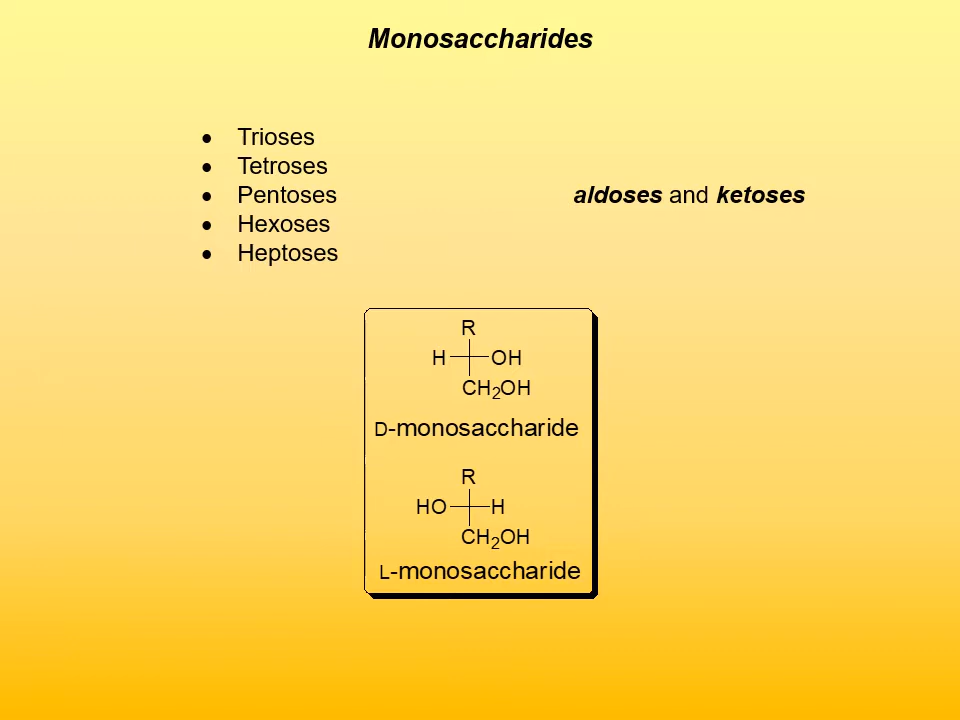 Monosaccharides
• Trioses
• Tetroses
• Pentoses
• Hexoses
• Heptoses
aldoses and ketoses
R
H OH
CH₂OH
D-monosaccharide
R
HO H
CH₂OH
L-monosaccharide